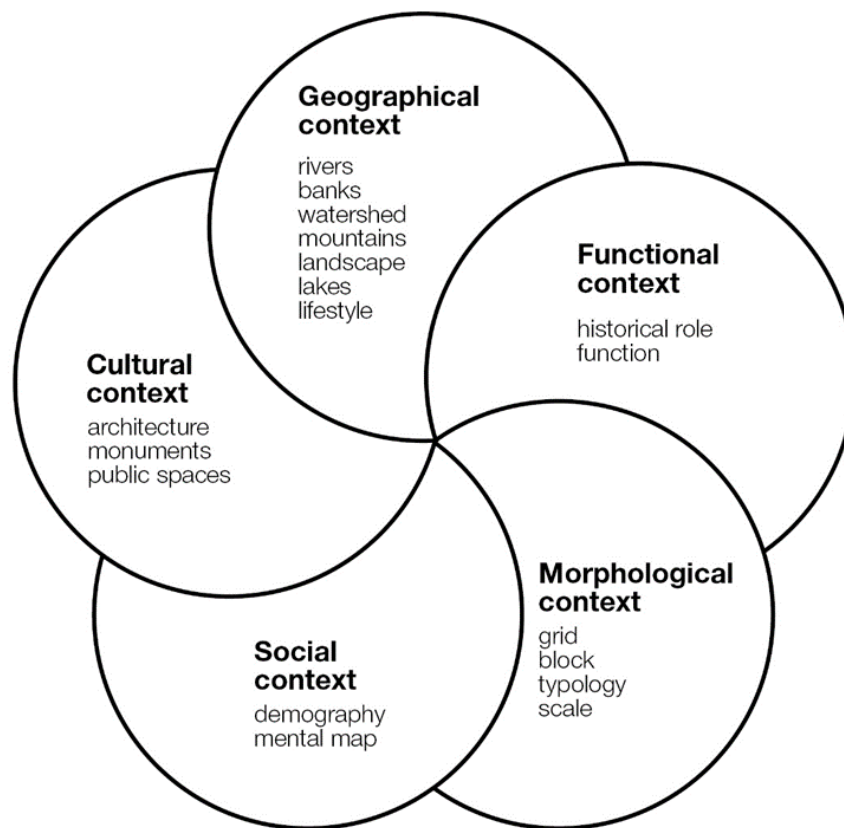 Geographical
context
rivers
banks
watershed
mountains
landscape
lakes
lifestyle
Functional
context
historical role
function
Cultural
context
architecture
monuments
public spaces
Morphological
context
grid
block
typology
scale
Social
context
demography
mental map